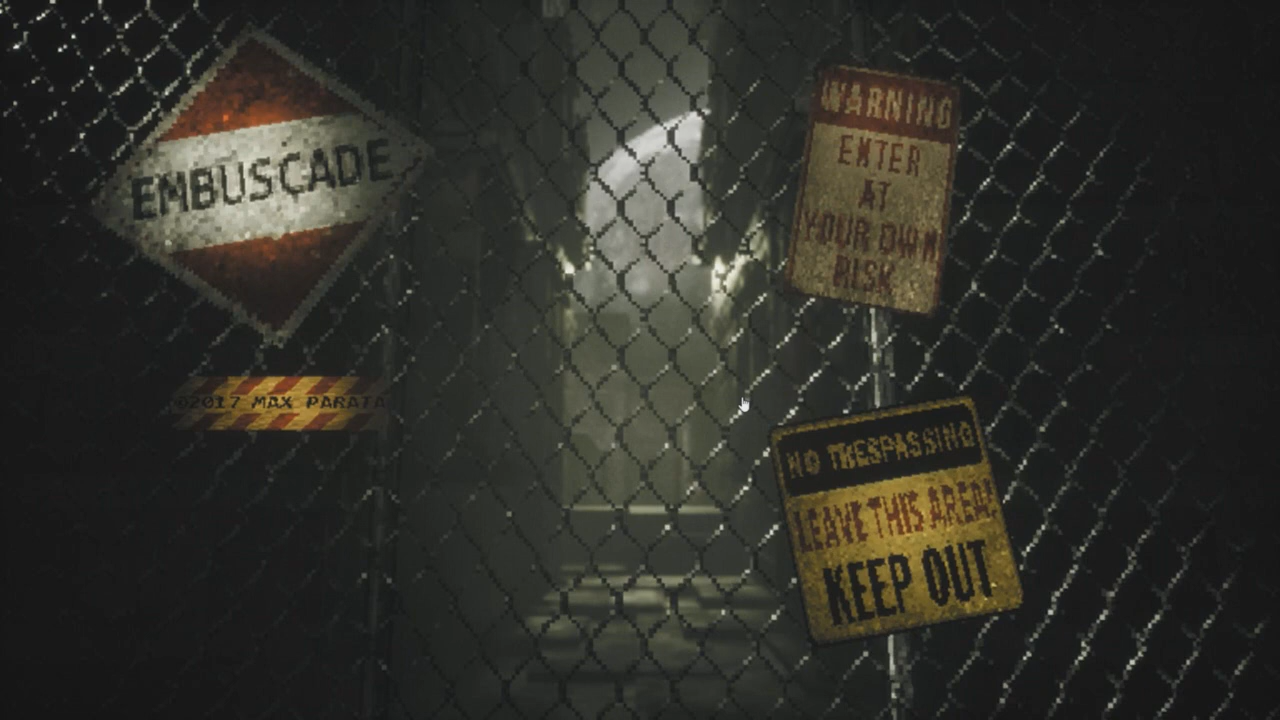 EMBUSCADE
©2017 MAX PARATA
WARNING
ENTER
AT
YOUR OWN
RISK
NO TRESPASSING
LEAVE THIS AREA!
KEEP OUT